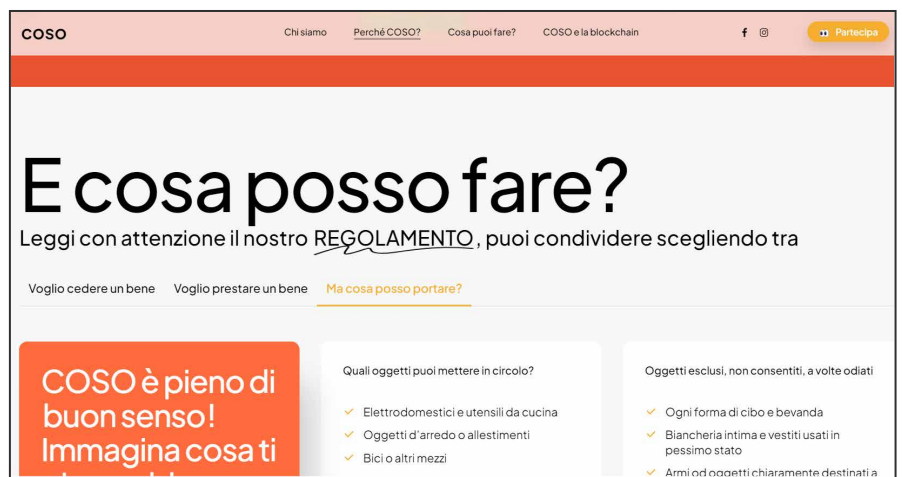 COSO
Chi siamo
Perché COSO?
Cosa puoi fare?
COSO e la blockchain
Partecipa
E cosa posso fare?
Leggi con attenzione il nostro REGOLAMENTO, puoi condividere scegliendo tra
Voglio cedere un bene
Voglio prestare un bene
Ma cosa posso portare?
COSO è pieno di
buon senso!
Immagina cosa ti
Quali oggetti puoi mettere in circolo?
Elettrodomestici e utensili da cucina
Oggetti d'arredo o allestimenti
Bici o altri mezzi
Oggetti esclusi, non consentiti, a volte odiati
Ogni forma di cibo e bevanda
Biancheria intima e vestiti usati in
pessimo stato
Armi od oggetti chiaramente destinati a